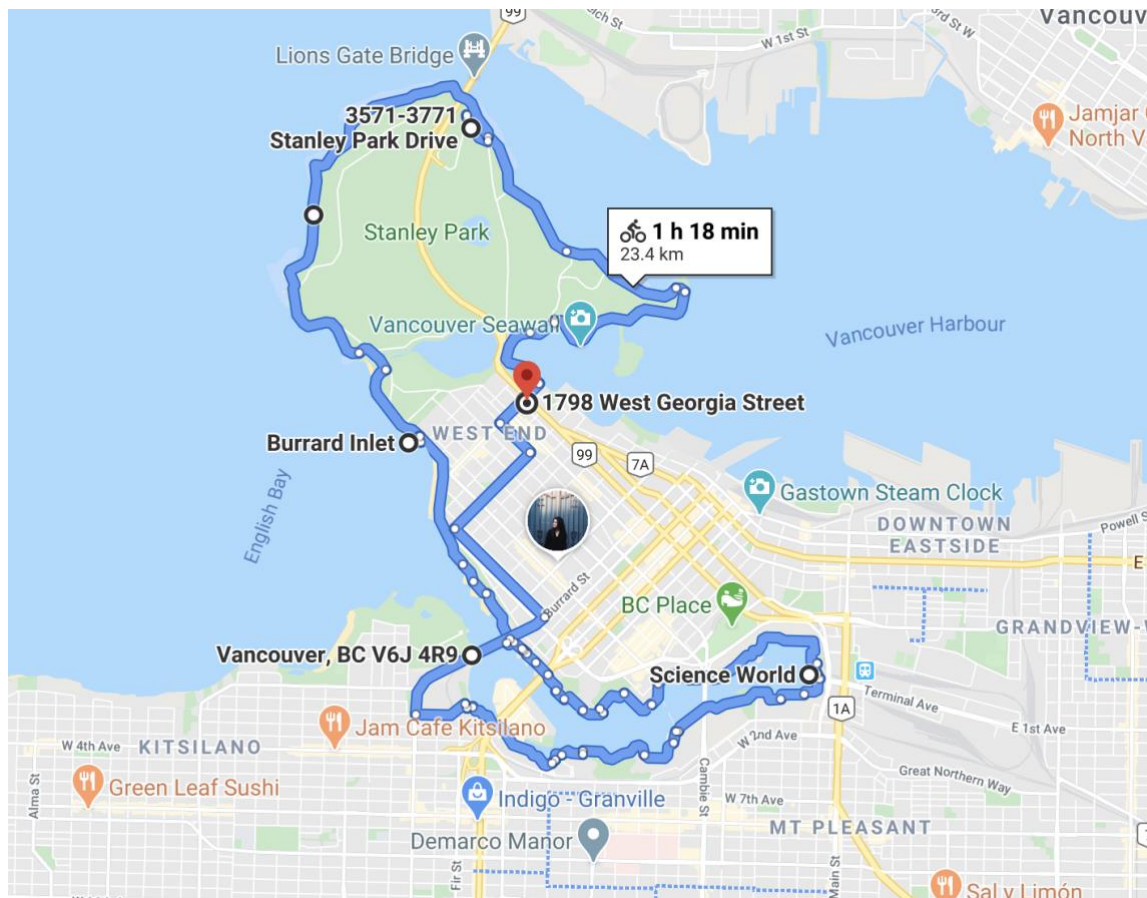 99
Vancouv
W 1st St
Lions Gate Bridge
3571-3771
Stanley Park Drive
Jamjar
North V
Stanley Park
1 h 18 min
23.4 km
Vancouver Seawall
Vancouver Harbour
1798 West Georgia Street
Burrard Inlet
WEST END
99
7A
English Bay
Gastown Steam Clock
DOWNTOWN
EASTSIDE
Powell S
E
Burrard St
BC Place
GRANDVIEW-
Vancouver, BC V6J 4R9
Science World
Terminal Ave
1A
Jam Cafe Kitsilano
E 1st Ave
W 4th Ave
KITSILANO
W 2nd Ave
Great Northern Way
Alma St
Green Leaf Sushi
Cambie St
Indigo - Granville
W 7th Ave
MT PLEASANT
Demarco Manor
Fir St
Main St
Sal y Limón